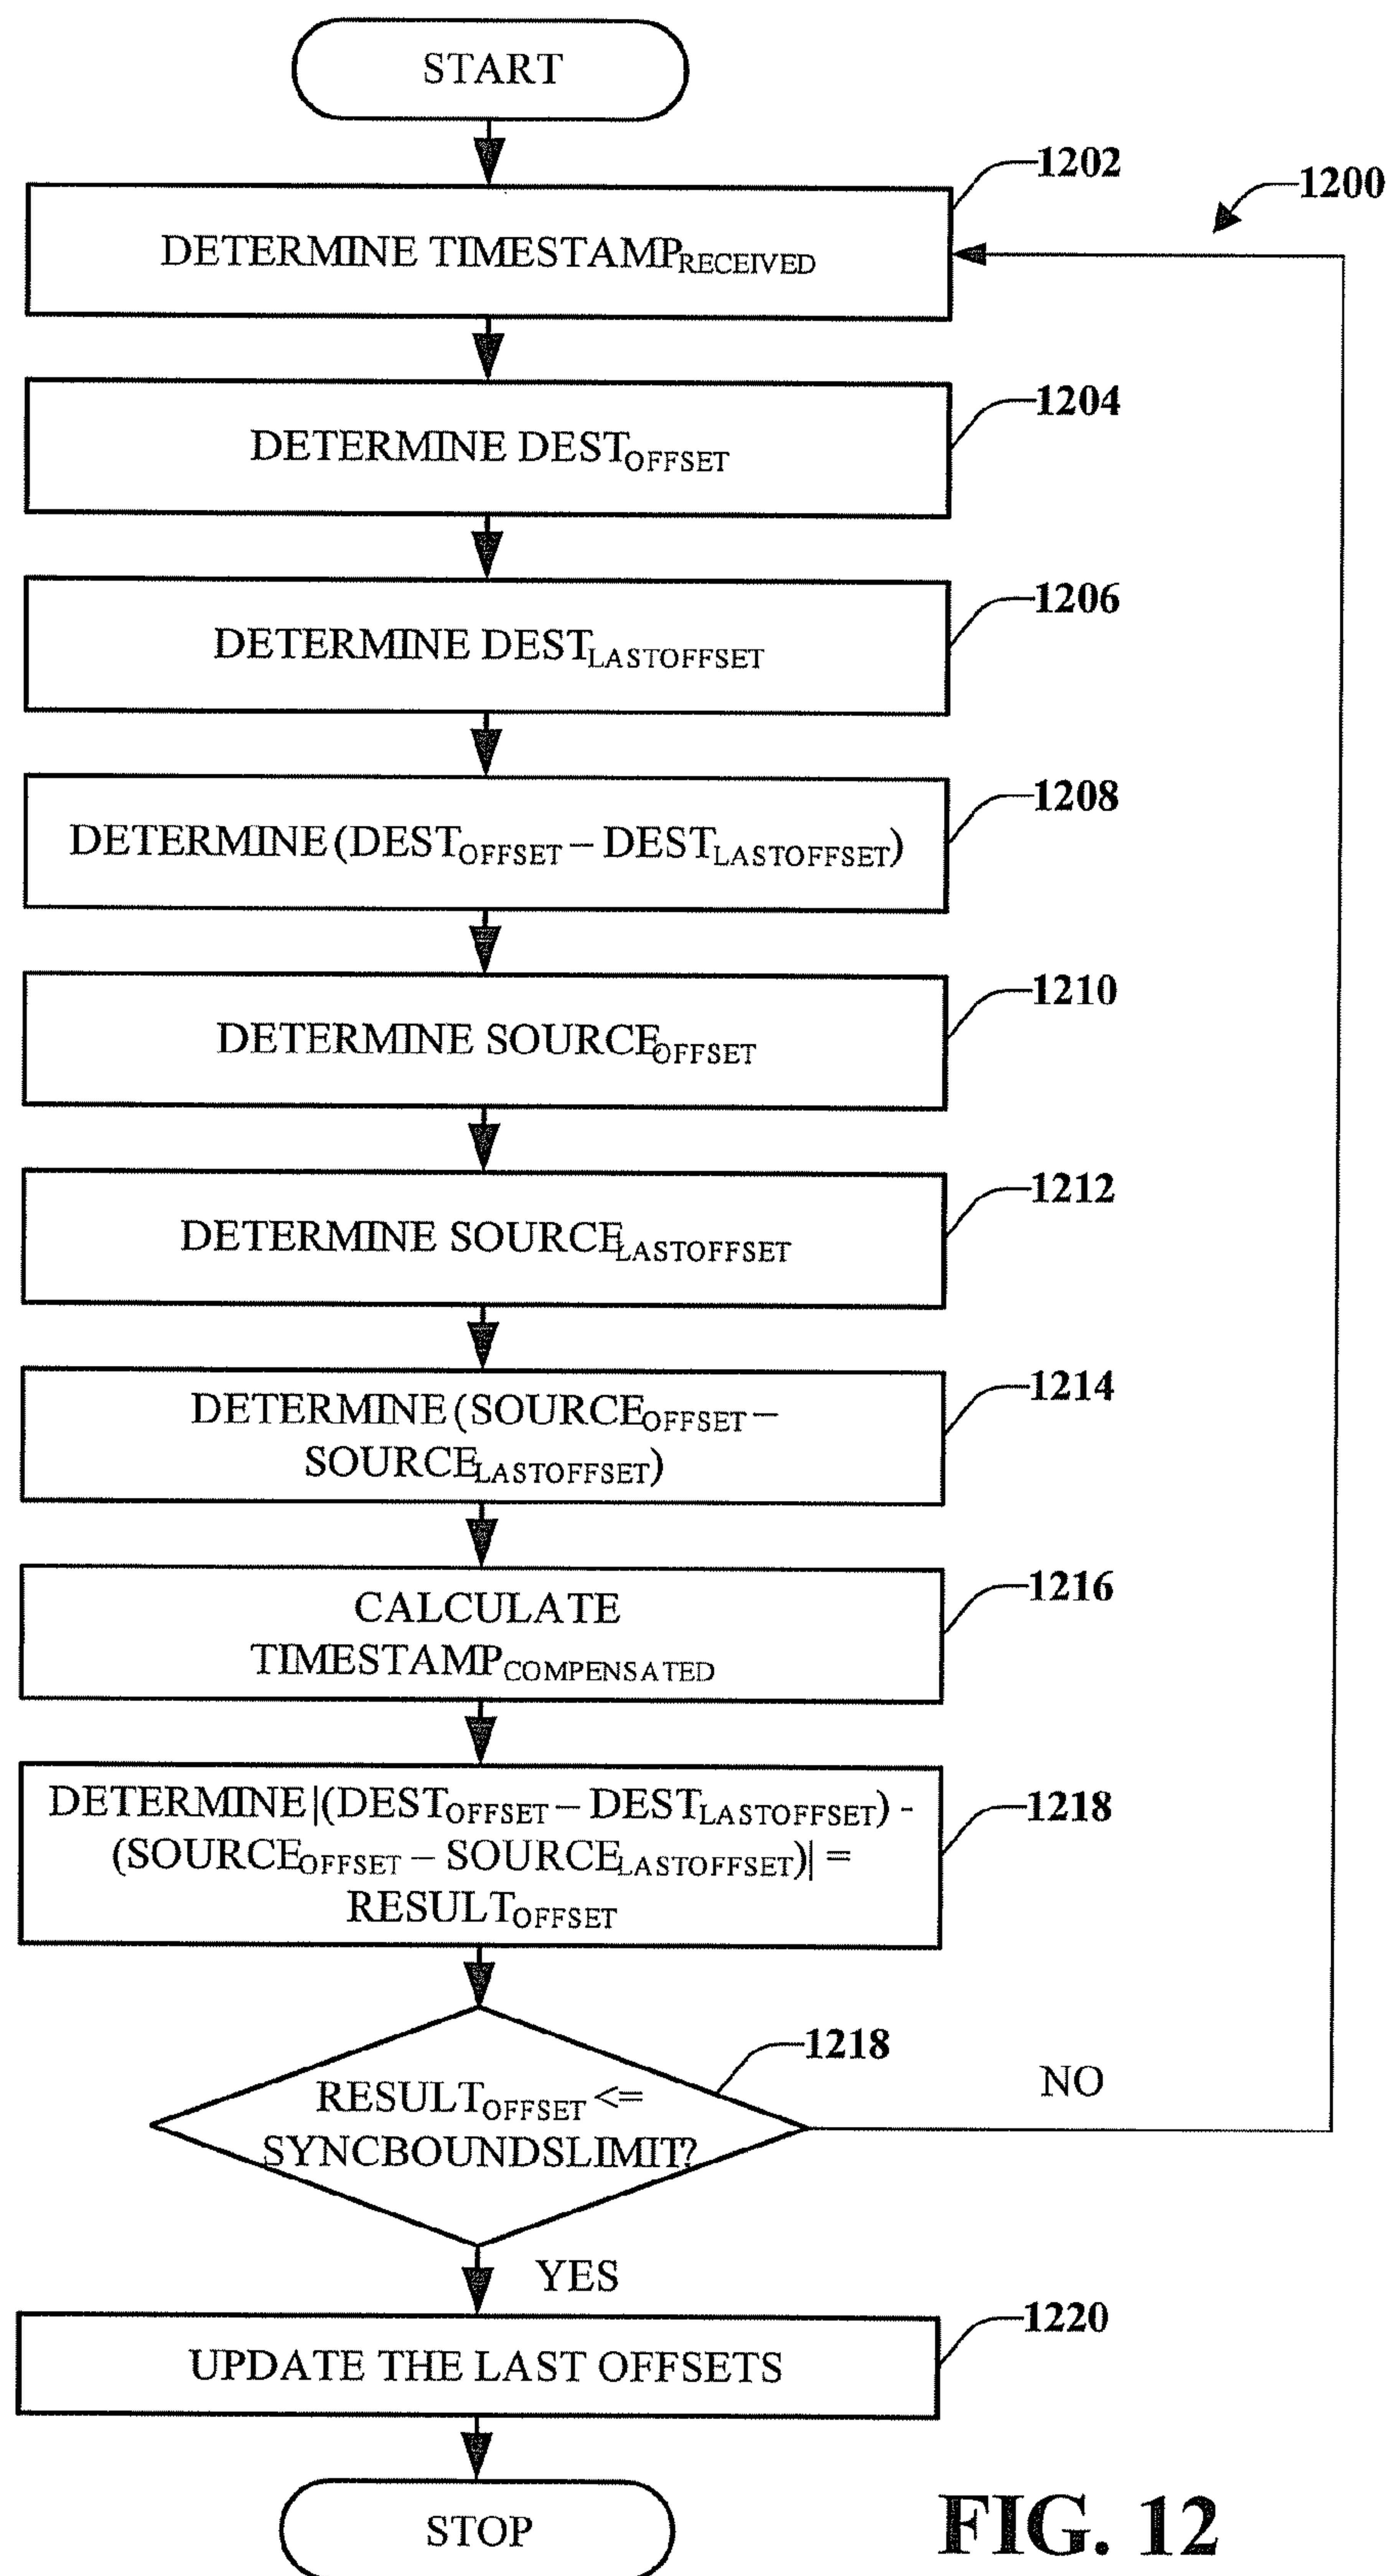 START
1202
1200
DETERMINE TIMESTAMPRECEIVED
1204
DETERMINE DESTOFFSET
1206
DETERMINE DESTLASTOFFSET
1208
DETERMINE (DESTOFFSET – DESTLASTOFFSET)
1210
DETERMINE SOURCEOFFSET
1212
DETERMINE SOURCELASTOFFSET
1214
DETERMINE (SOURCEOFFSET –
SOURCELASTOFFSET)
1216
CALCULATE
TIMESTAMPCOMPENSATED
1218
DETERMINE |(DESTOFFSET – DESTLASTOFFSET) -
(SOURCEOFFSET – SOURCELASTOFFSET)| =
RESULTOFFSET
1218
NO
RESULTOFFSET <=
SYNCBOUNDSLIMIT?
YES
1220
UPDATE THE LAST OFFSETS
STOP
FIG. 12